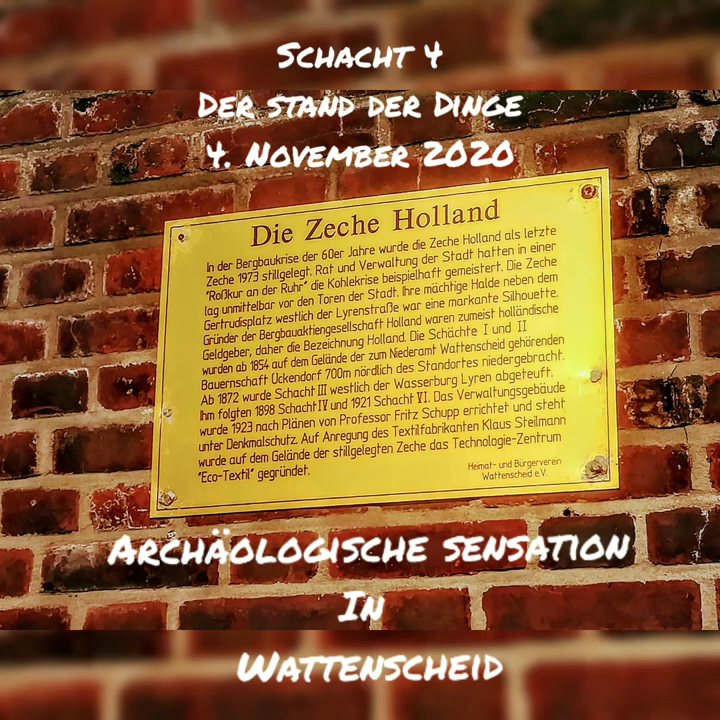 Schacht 4
Der stand der Dinge
4. November 2020
Die Zeche Holland
In der Bergbaukrise der 60er Jahre wurde die Zeche Holland als letzte
Zeche 1973 stillgelegt. Rat und Verwaltung der Stadt hatten in einer
"Roßkur an der Ruhr" die Kohlekrise beispielhaft gemeistert. Die Zeche
lag unmittelbar vor den Toren der Stadt. Ihre mächtige Halde neben dem
Gertrudisplatz westlich der Lyrenstraße war eine markante Silhouette.
Gründer der Bergbauaktiengesellschaft Holland waren zumeist holländische
Geldgeber, daher die Bezeichnung Holland. Die Schächte I und II
wurden ab 1854 auf dem Gelände der zum Niederamt Wattenscheid gehörenden
Bauernschaft Ückendorf 700m nördlich des Standortes niedergebracht.
Ab 1872 wurde Schacht III westlich der Wasserburg Lyren abgeteuft.
Ihm folgten 1898 Schacht IV und 1921 Schacht VI. Das Verwaltungsgebäude
wurde 1923 nach Plänen von Professor Fritz Schupp errichtet und steht
unter Denkmalschutz. Auf Anregung des Textilfabrikanten Klaus Steilmann
wurde auf dem Gelände der stillgelegten Zeche das Technologie-Zentrum
"Eco-Textil" gegründet.
Heimat- und Bürgerverein
Wattenscheid e.V.
Archäologische sensation
In
Wattenscheid